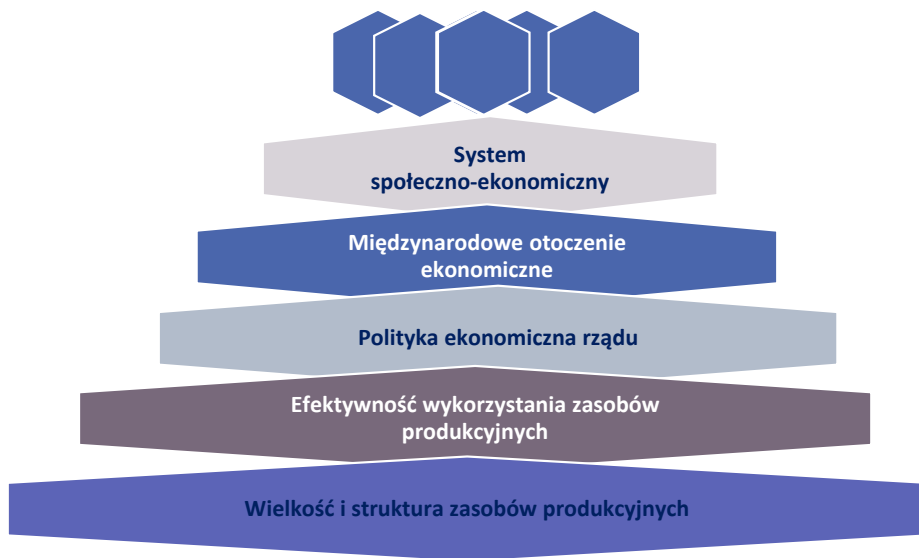 System
społeczno-ekonomiczny
Międzynarodowe otoczenie
ekonomiczne
Polityka ekonomiczna rządu
Efektywność wykorzystania zasobów
produkcyjnych
Wielkość i struktura zasobów produkcyjnych